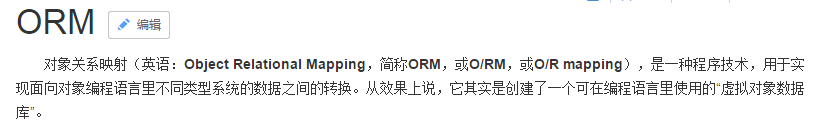 ORM 编辑
对象关系映射（英语：Object Relational Mapping，简称ORM，或O/RM，或O/R mapping），是一种程序技术，用于实
现面向对象编程语言里不同类型系统的数据之间的转换。从效果上说，它其实是创建了一个可在编程语言里使用的“虚拟对象数据
库”。